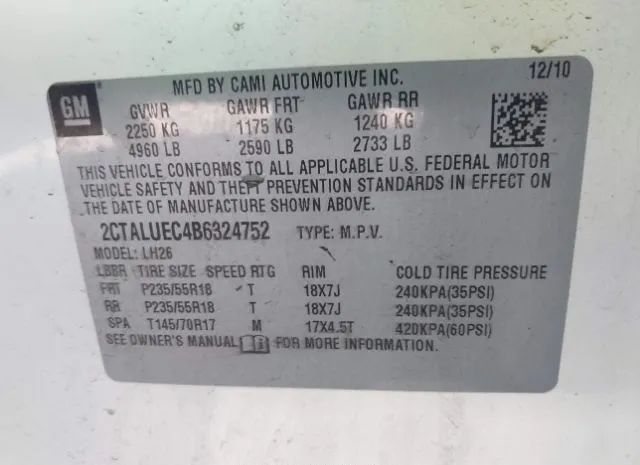 GM
MFD BY CAMI AUTOMOTIVE INC. 12/10
GVWR GAWR FRT GAWR RR
2250 KG 1175 KG 1240 KG
4960 LB 2590 LB 2733 LB
THIS VEHICLE CONFORMS TO ALL APPLICABLE U.S. FEDERAL MOTOR
VEHICLE SAFETY AND THEFT PREVENTION STANDARDS IN EFFECT ON
THE DATE OF MANUFACTURE SHOWN ABOVE.
2CTALUEC4B6324752 TYPE: M.P.V.
MODEL: LH26
LBBR TIRE SIZE SPEED RTG RIM COLD TIRE PRESSURE
FRT P235/55R18 T 18X7J 240KPA(35PSI)
RR P235/55R18 T 18X7J 240KPA(35PSI)
SPA T145/70R17 M 17X4.5T 420KPA(60PSI)
SEE OWNER'S MANUAL FOR MORE INFORMATION.